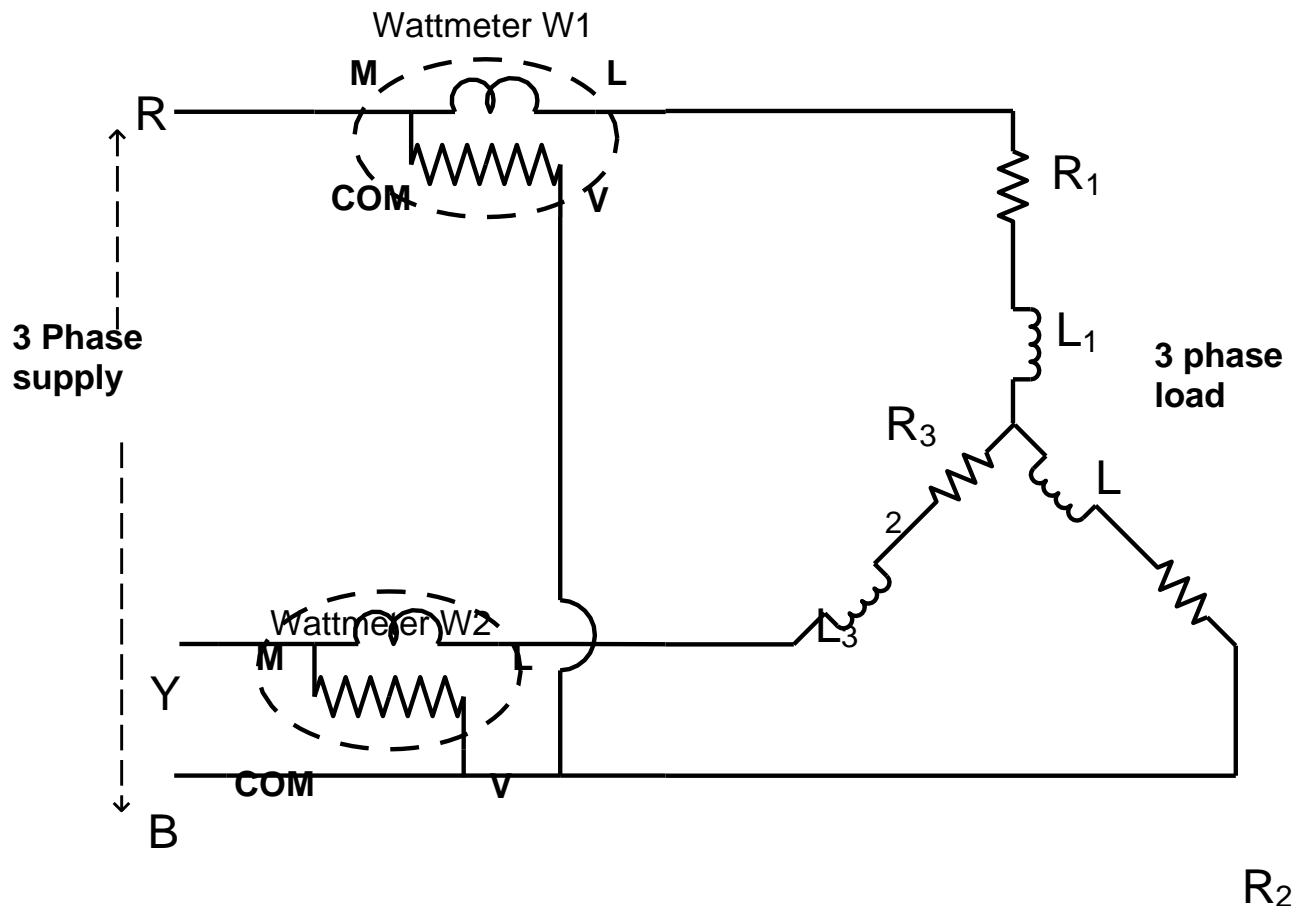 Wattmeter W1
M
L
R
COM
V
R1
3 Phase
supply
L1
3 phase
load
R3
L
2
Wattmeter W2
M
L
L3
Y
COM
V
B
R2